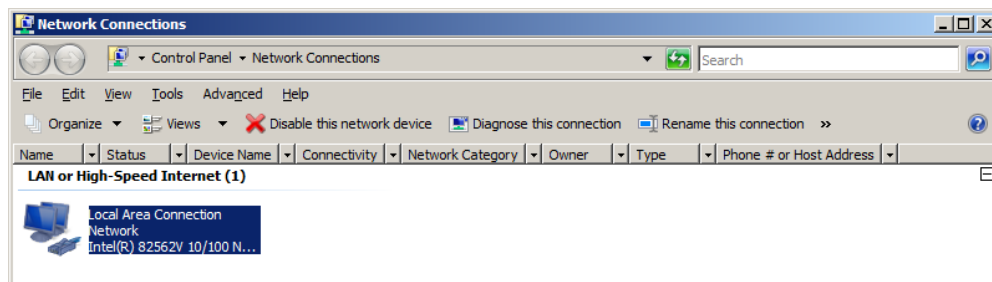 Network Connections
Control Panel Network Connections Search
File Edit View Tools Advanced Help
Organize Views Disable this network device Diagnose this connection Rename this connection »
Name Status Device Name Connectivity Network Category Owner Type Phone # or Host Address
LAN or High-Speed Internet (1)
Local Area Connection
Network
Intel(R) 82562V 10/100 N...